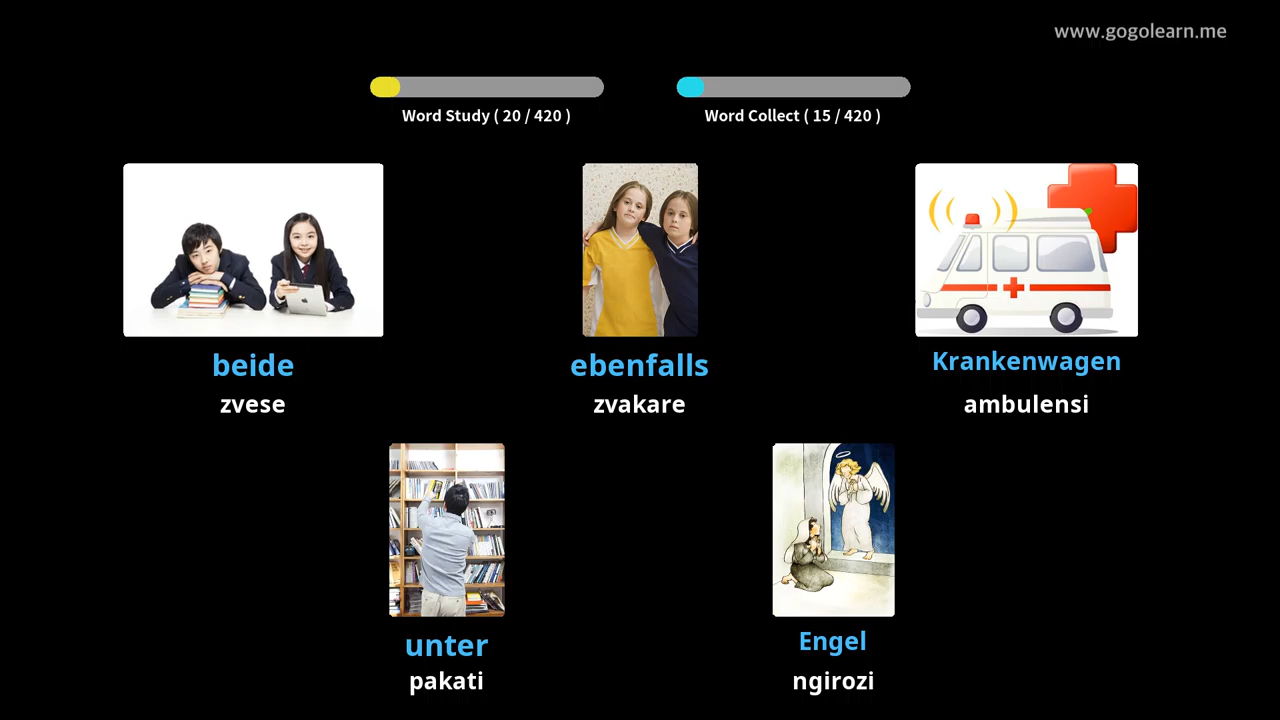 www.gogolearn.me
Word Study ( 20 / 420 )
Word Collect ( 15 / 420 )
beide
zvese
ebenfalls
zvakare
Krankenwagen
ambulensi
unter
pakati
Engel
ngirozi